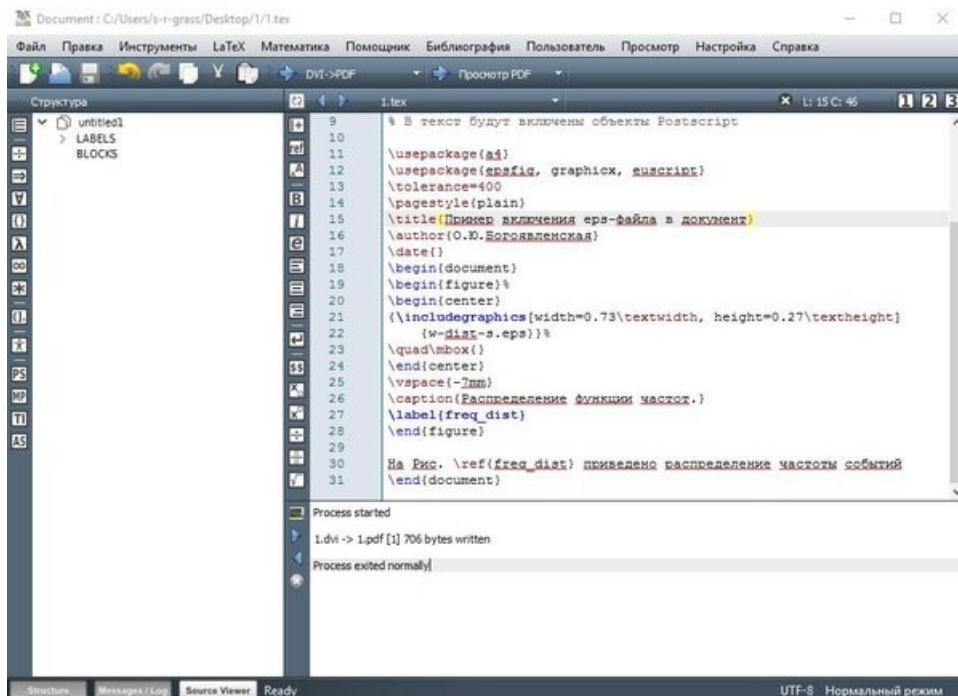 Document : C:/Users/s-r-grass/Desktop/1/1.tex
Файл Правка Инструменты LaTeX Математика Помощник Библиография Пользователь Просмотр Настройка Справка
DVI->PDF Просмотр PDF
Структура 1.tex L: 15 C: 46 1 2 3
untitled1
LABELS
BLOCKS
9 % В текст будут включены объекты Postscript
10
11 \usepackage{a4}
12 \usepackage{epsfig, graphicx, euscript}
13 \tolerance=400
14 \pagestyle{plain}
15 \title{Пример включения eps-файла в документ}
16 \author{О.Ю.Богоявленская}
17 \date{}
18 \begin{document}
19 \begin{figure}%
20 \begin{center}
21 {\includegraphics[width=0.73\textwidth, height=0.27\textheight]
22 {w-dist-s.eps}}%
23 \quad\mbox{}
24 \end{center}
25 \vspace{-7mm}
26 \caption{Распределение функции частот.}
27 \label{freq_dist}
28 \end{figure}
29
30 На Рис. \ref{freq_dist} приведено распределение частоты событий
31 \end{document}
Process started
1.dvi -> 1.pdf [1] 706 bytes written
Process exited normally
Structure Messages / Log Source Viewer Ready UTF-8 Нормальный режим